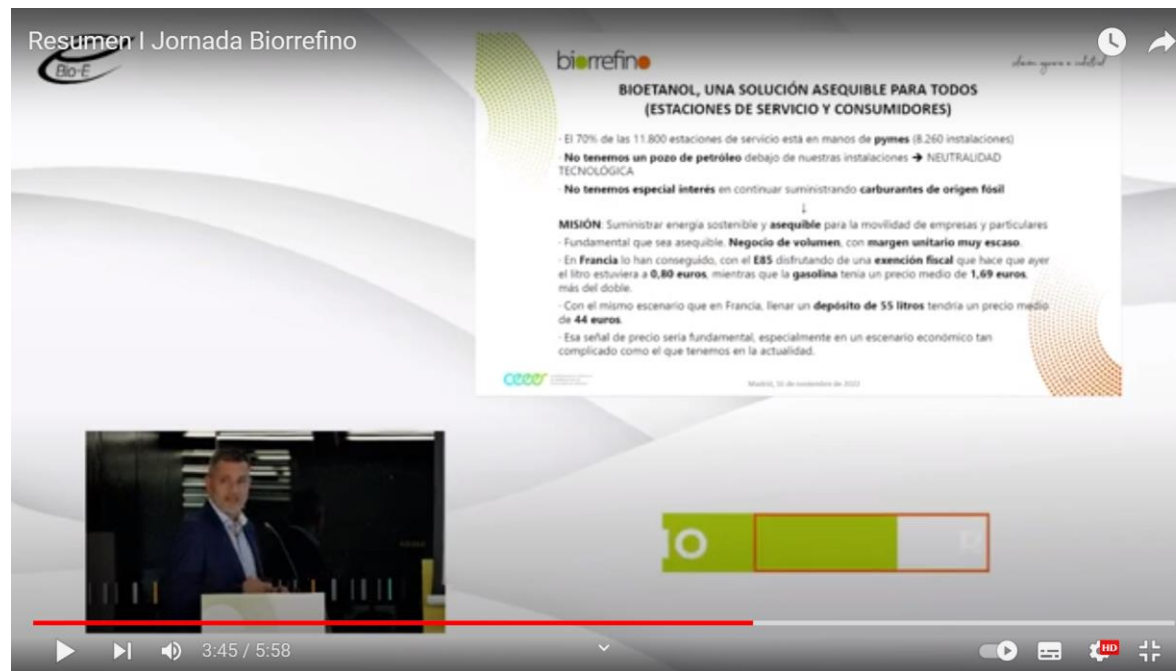 Resumen I Jornada Biorrefino
Bio-E
biorrefino
BIOETANOL, UNA SOLUCIÓN ASEQUIBLE PARA TODOS
(ESTACIONES DE SERVICIO Y CONSUMIDORES)
· El 70% de las 11.800 estaciones de servicio está en manos de pymes (8.260 instalaciones)
· No tenemos un pozo de petróleo debajo de nuestras instalaciones → NEUTRALIDAD
TECNOLÓGICA
· No tenemos especial interés en continuar suministrando carburantes de origen fósil
↓
MISIÓN: Suministrar energía sostenible y asequible para la movilidad de empresas y particulares
· Fundamental que sea asequible. Negocio de volumen, con margen unitario muy escaso.
· En Francia lo han conseguido, con el E85 disfrutando de una exención fiscal que hace que ayer
el litro estuviera a 0,80 euros, mientras que la gasolina tenía un precio medio de 1,69 euros,
más del doble.
· Con el mismo escenario que en Francia, llenar un depósito de 55 litros tendría un precio medio
de 44 euros.
· Esa señal de precio sería fundamental, especialmente en un escenario económico tan
complicado como el que tenemos en la actualidad.
ceees
Madrid, 16 de noviembre de 2022
IO
R
3:45 / 5:58
HD